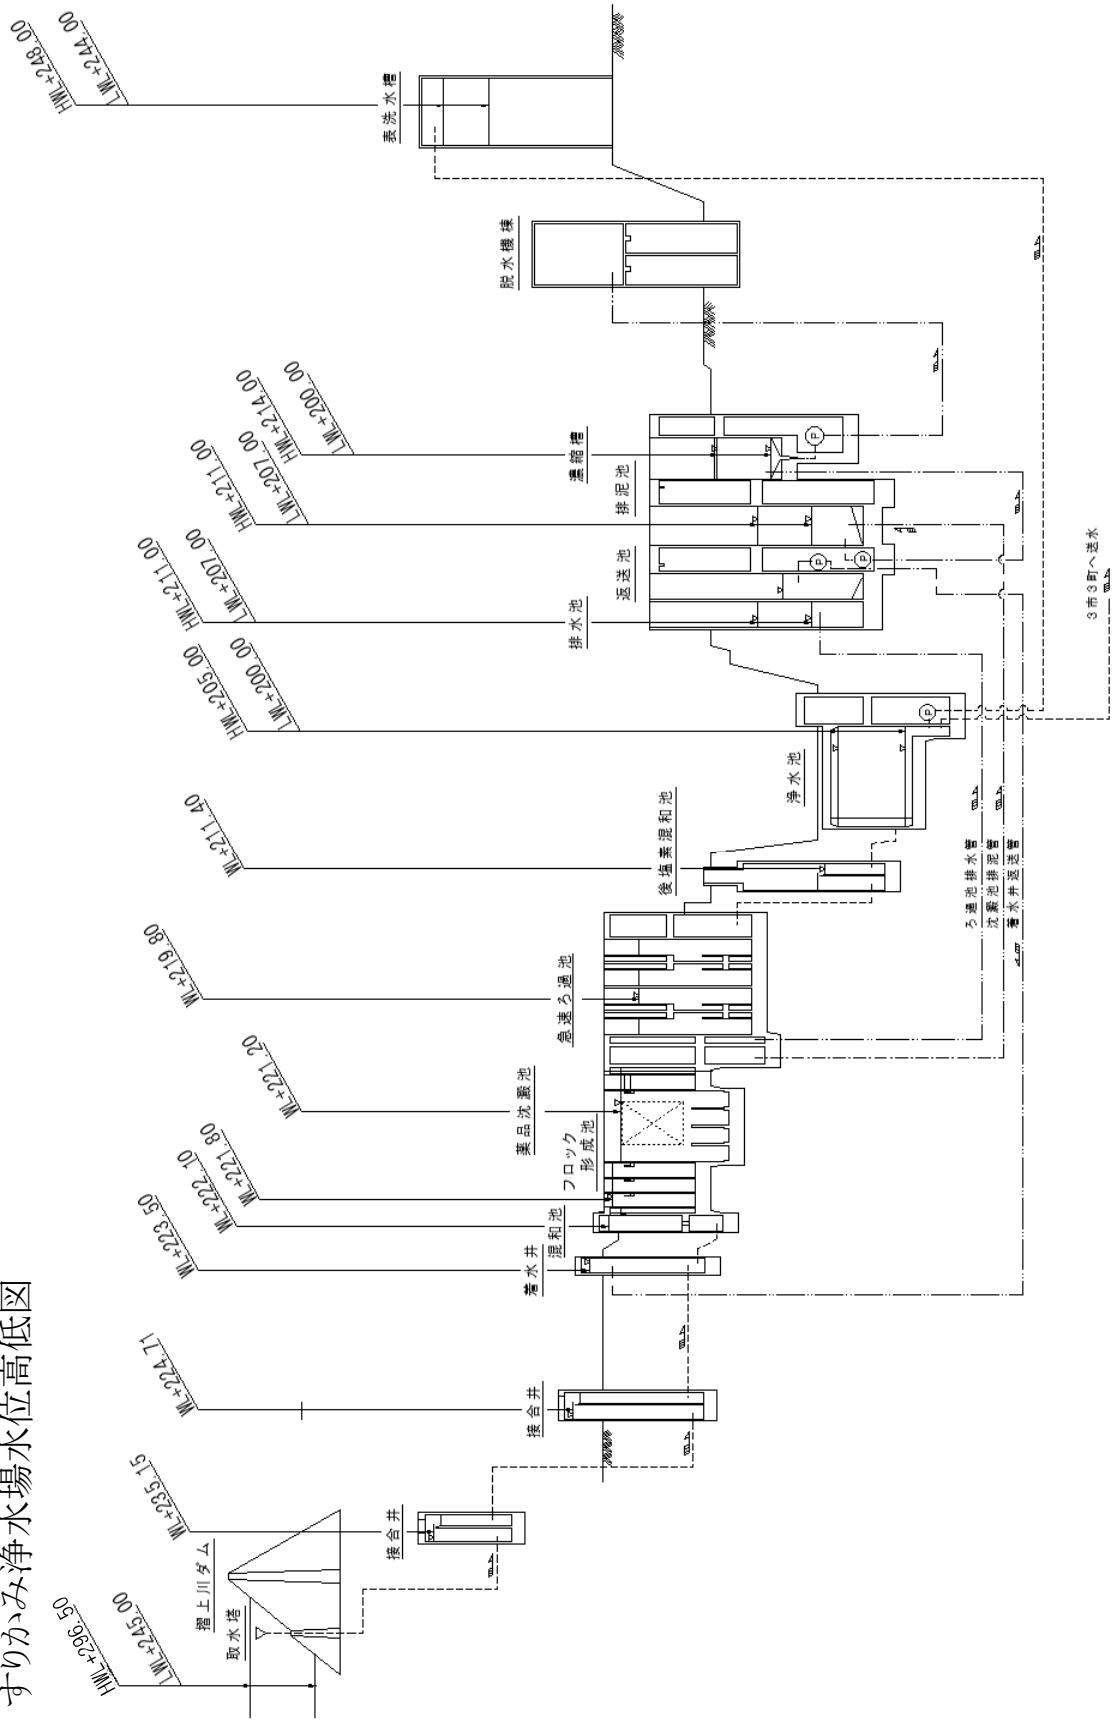 すりかみ浄水場水位高低図
HWL+296.50
LWL+245.00
摺上川ダム
取水塔
WL+235.15
接合井
WL+224.71
接合井
WL+223.50
着水井
WL+222.10
混和池
WL+221.80
フロック
形成池
WL+221.20
薬品沈澱池
WL+219.80
急速ろ過池
WL+211.40
後塩素混和池
HWL+205.00
LWL+200.00
浄水池
P
HWL+211.00
LWL+207.00
排水池
返送池
P
P
HWL+211.00
LWL+207.00
排泥池
HWL+214.00
LWL+200.00
濃縮槽
P
脱水機棟
HWL+248.00
LWL+244.00
表洗水槽
ろ過池排水管
沈澱池排泥管
着水井返送管
3市3町へ送水